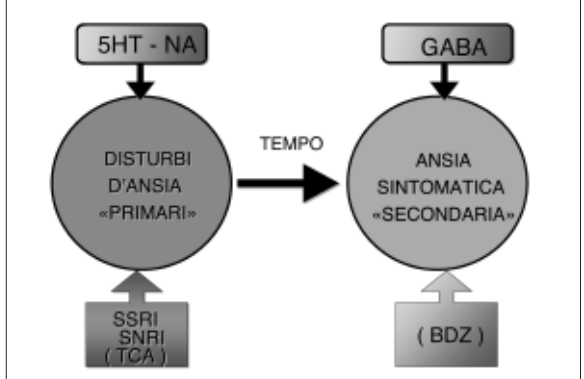 5HT - NA
GABA
TEMPO
DISTURBI
D'ANSIA
«PRIMARI»
ANSIA
SINTOMATICA
«SECONDARIA»
SSRI
SNRI
( TCA )
( BDZ )